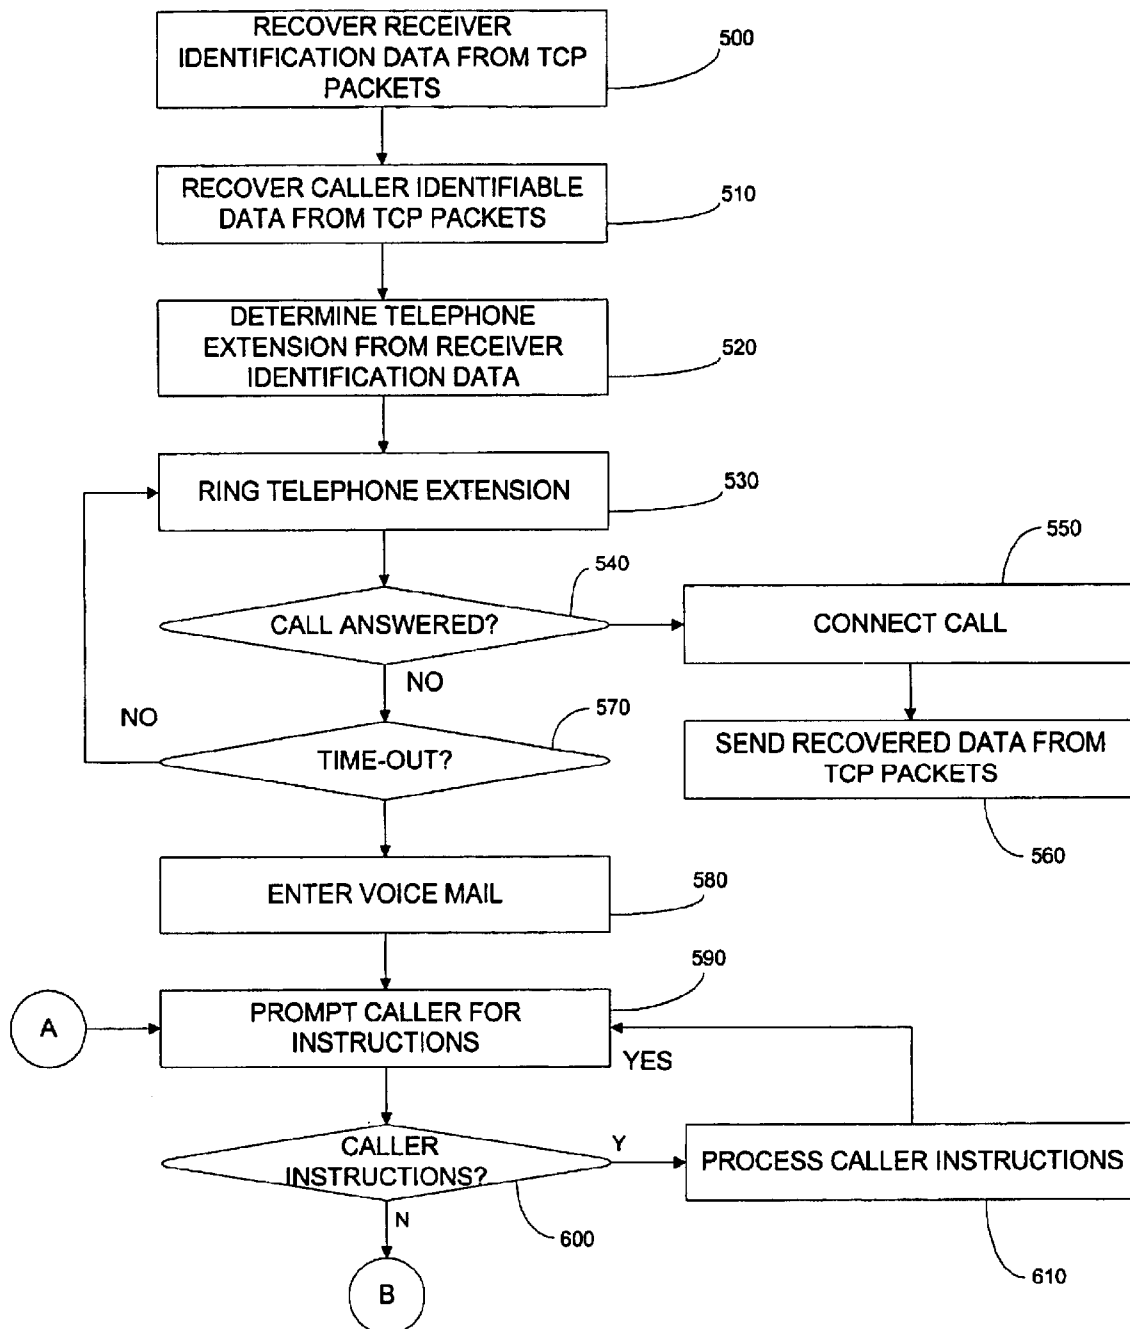 RECOVER RECEIVER
IDENTIFICATION DATA FROM TCP
PACKETS
500
RECOVER CALLER IDENTIFIABLE
DATA FROM TCP PACKETS
510
DETERMINE TELEPHONE
EXTENSION FROM RECEIVER
IDENTIFICATION DATA
520
RING TELEPHONE EXTENSION
530
540
550
CALL ANSWERED?
CONNECT CALL
NO
NO
570
TIME-OUT?
SEND RECOVERED DATA FROM
TCP PACKETS
560
ENTER VOICE MAIL
580
590
A
PROMPT CALLER FOR
INSTRUCTIONS
YES
CALLER
INSTRUCTIONS?
Y
PROCESS CALLER INSTRUCTIONS
N
600
610
B